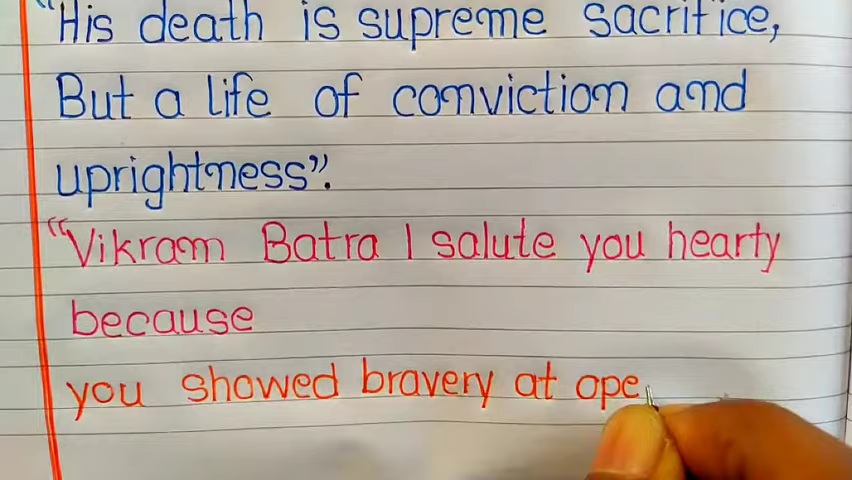 "His death is supreme sacrifice,
But a life of conviction and
uprightness".
"Vikram Batra I salute you hearty
because
you showed bravery at ope